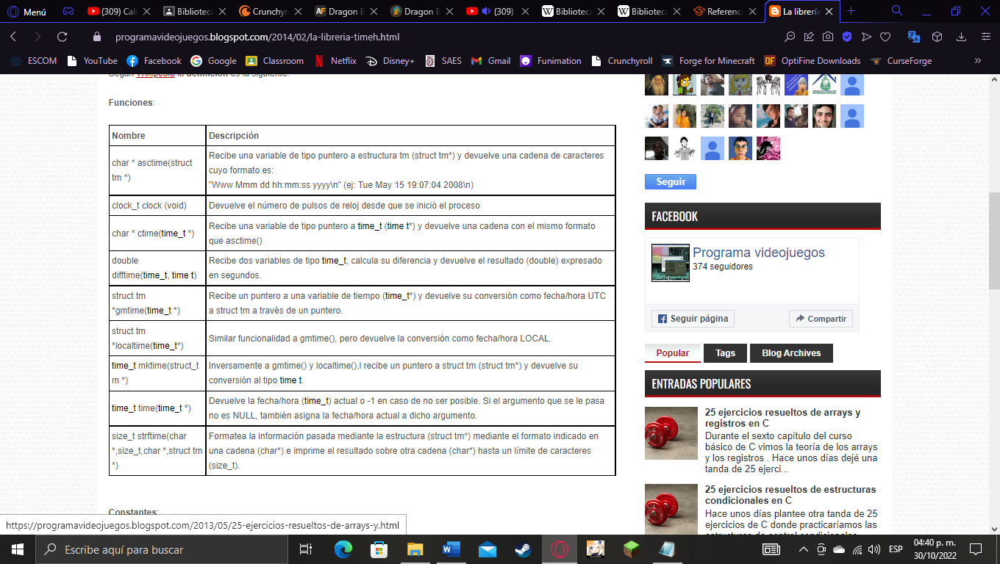 Menú
(309) Cal
Biblioteca
Crunchyr
Dragon B
Dragon B
(309)
Biblioteca
Biblioteca
Referenci
La librería
programavideojuegos.blogspot.com/2014/02/la-libreria-timeh.html
ESCOM
YouTube
Facebook
Google
Classroom
Netflix
Disney+
SAES
Gmail
Funimation
Crunchyroll
Forge for Minecraft
OptiFine Downloads
CurseForge
»
Según Wikipedia la definición es la siguiente:
Funciones:
Nombre
Descripción
char * asctime(struct
tm *)
Recibe una variable de tipo puntero a estructura tm (struct tm*) y devuelve una cadena de caracteres
cuyo formato es:
"Www Mmm dd hh:mm:ss yyyy\n" (ej: Tue May 15 19:07:04 2008\n)
clock_t clock (void)
Devuelve el número de pulsos de reloj desde que se inició el proceso
char * ctime(time_t *)
Recibe una variable de tipo puntero a time_t (time t*) y devuelve una cadena con el mismo formato
que asctime()
double
difftime(time_t, time t)
Recibe dos variables de tipo time_t, calcula su diferencia y devuelve el resultado (double) expresado
en segundos.
struct tm
*gmtime(time_t *)
Recibe un puntero a una variable de tiempo (time_t*) y devuelve su conversión como fecha/hora UTC
a struct tm a través de un puntero.
struct tm
*localtime(time_t*)
Similar funcionalidad a gmtime(), pero devuelve la conversión como fecha/hora LOCAL.
time_t mktime(struct_t
m *)
Inversamente a gmtime() y localtime(),l recibe un puntero a struct tm (struct tm*) y devuelve su
conversión al tipo time t.
time_t time(time_t *)
Devuelve la fecha/hora (time_t) actual o -1 en caso de no ser posible. Si el argumento que se le pasa
no es NULL, también asigna la fecha/hora actual a dicho argumento.
size_t strftime(char
*,size_t,char *,struct tm
*)
Formatea la información pasada mediante la estructura (struct tm*) mediante el formato indicado en
una cadena (char*) e imprime el resultado sobre otra cadena (char*) hasta un límite de caracteres
(size_t).
Constantes:
Seguir
FACEBOOK
Programa videojuegos
374 seguidores
Seguir página
Compartir
Popular
Tags
Blog Archives
ENTRADAS POPULARES
25 ejercicios resueltos de arrays y
registros en C
Durante el sexto capítulo del curso
básico de C vimos la teoría de los arrays
y los registros . Hace unos días dejé una
tanda de 25 ejerci...
25 ejercicios resueltos de estructuras
condicionales en C
Hace unos días plantee otra tanda de 25
ejercicios de C donde practicaríamos las
estructuras de control condicionales
https://programavideojuegos.blogspot.com/2013/05/25-ejercicios-resueltos-de-arrays-y.html
Escribe aquí para buscar
ESP
04:40 p. m.
30/10/2022